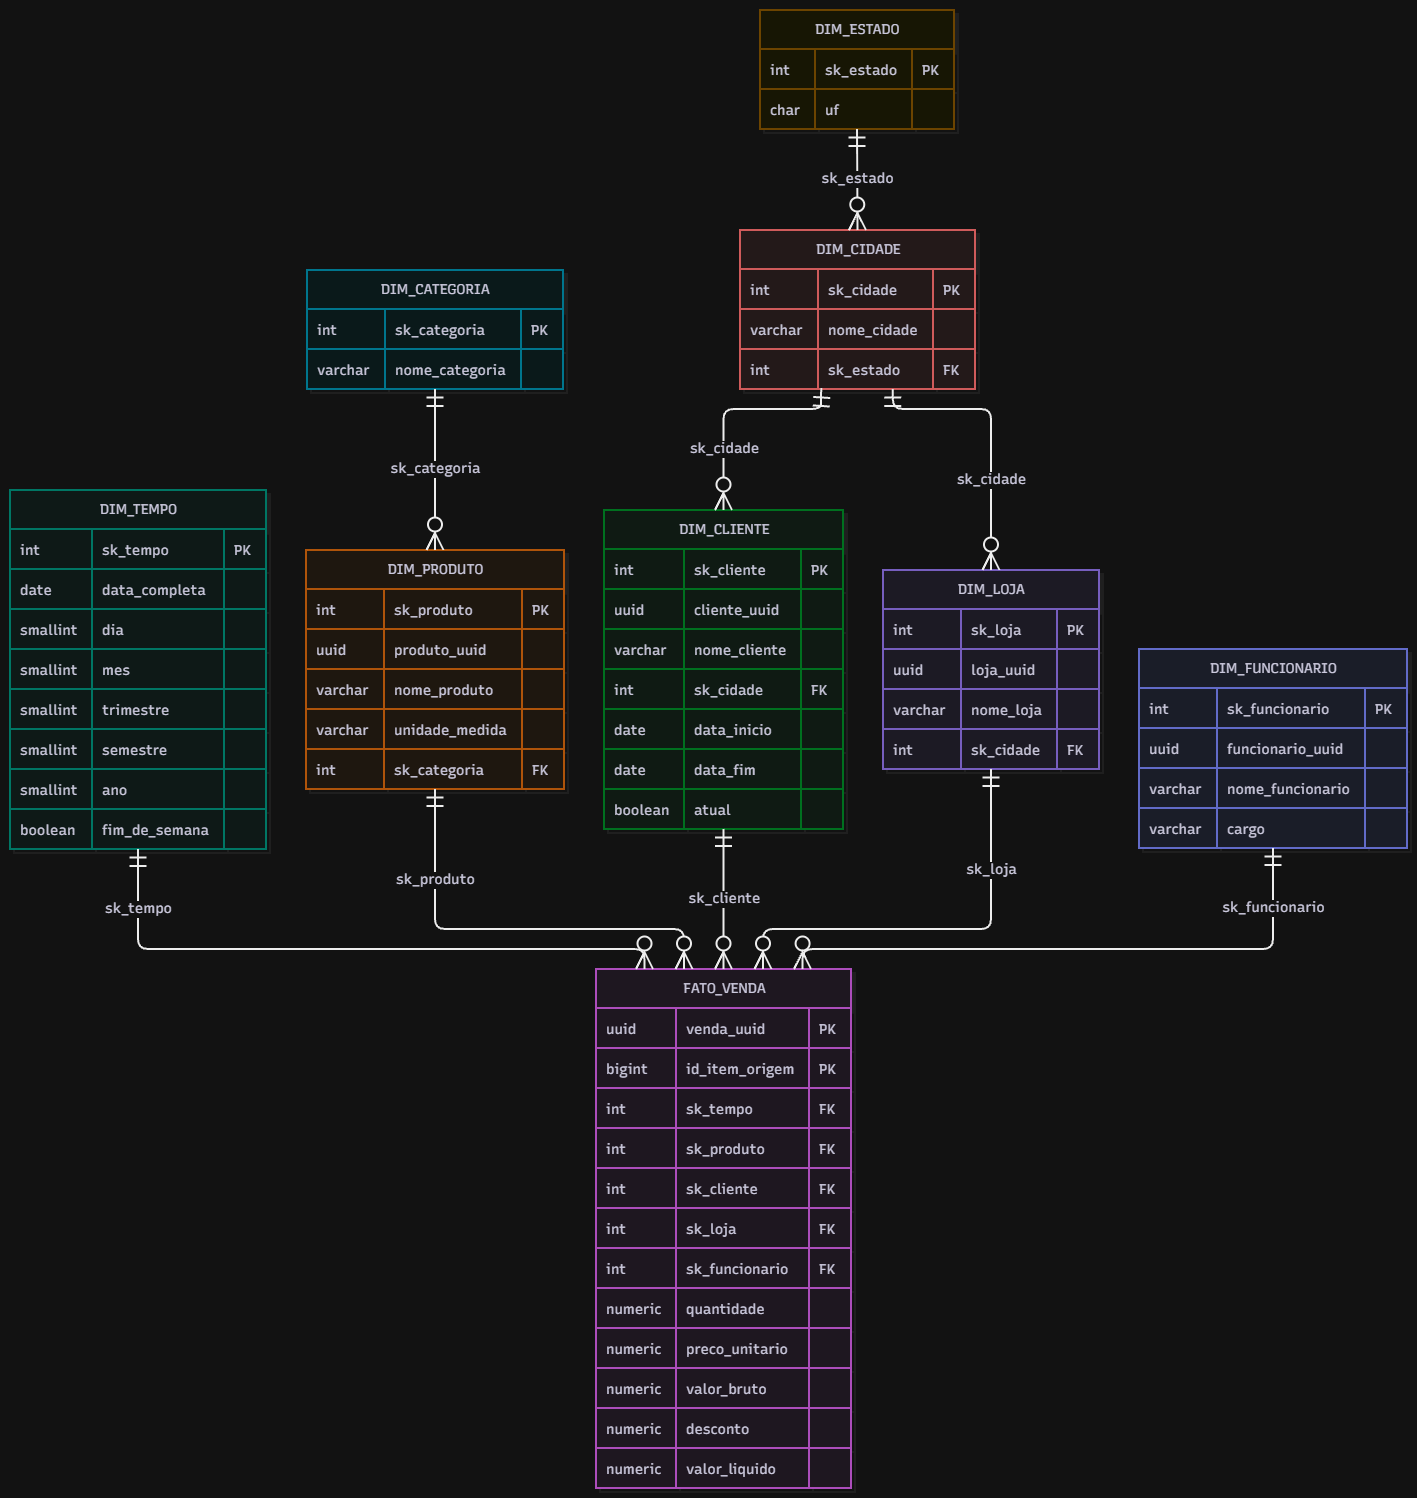 DIM_ESTADO
int sk_estado PK
char uf
sk_estado
DIM_CIDADE
int sk_cidade PK
varchar nome_cidade
int sk_estado FK
DIM_CATEGORIA
int sk_categoria PK
varchar nome_categoria
sk_categoria
sk_cidade
sk_cidade
DIM_TEMPO
int sk_tempo PK
date data_completa
smallint dia
smallint mes
smallint trimestre
smallint semestre
smallint ano
boolean fim_de_semana
DIM_PRODUTO
int sk_produto PK
uuid produto_uuid
varchar nome_produto
varchar unidade_medida
int sk_categoria FK
DIM_CLIENTE
int sk_cliente PK
uuid cliente_uuid
varchar nome_cliente
int sk_cidade FK
date data_inicio
date data_fim
boolean atual
DIM_LOJA
int sk_loja PK
uuid loja_uuid
varchar nome_loja
int sk_cidade FK
DIM_FUNCIONARIO
int sk_funcionario PK
uuid funcionario_uuid
varchar nome_funcionario
varchar cargo
sk_tempo
sk_produto
sk_cliente
sk_loja
sk_funcionario
FATO_VENDA
uuid venda_uuid PK
bigint id_item_origem PK
int sk_tempo FK
int sk_produto FK
int sk_cliente FK
int sk_loja FK
int sk_funcionario FK
numeric quantidade
numeric preco_unitario
numeric valor_bruto
numeric desconto
numeric valor_liquido